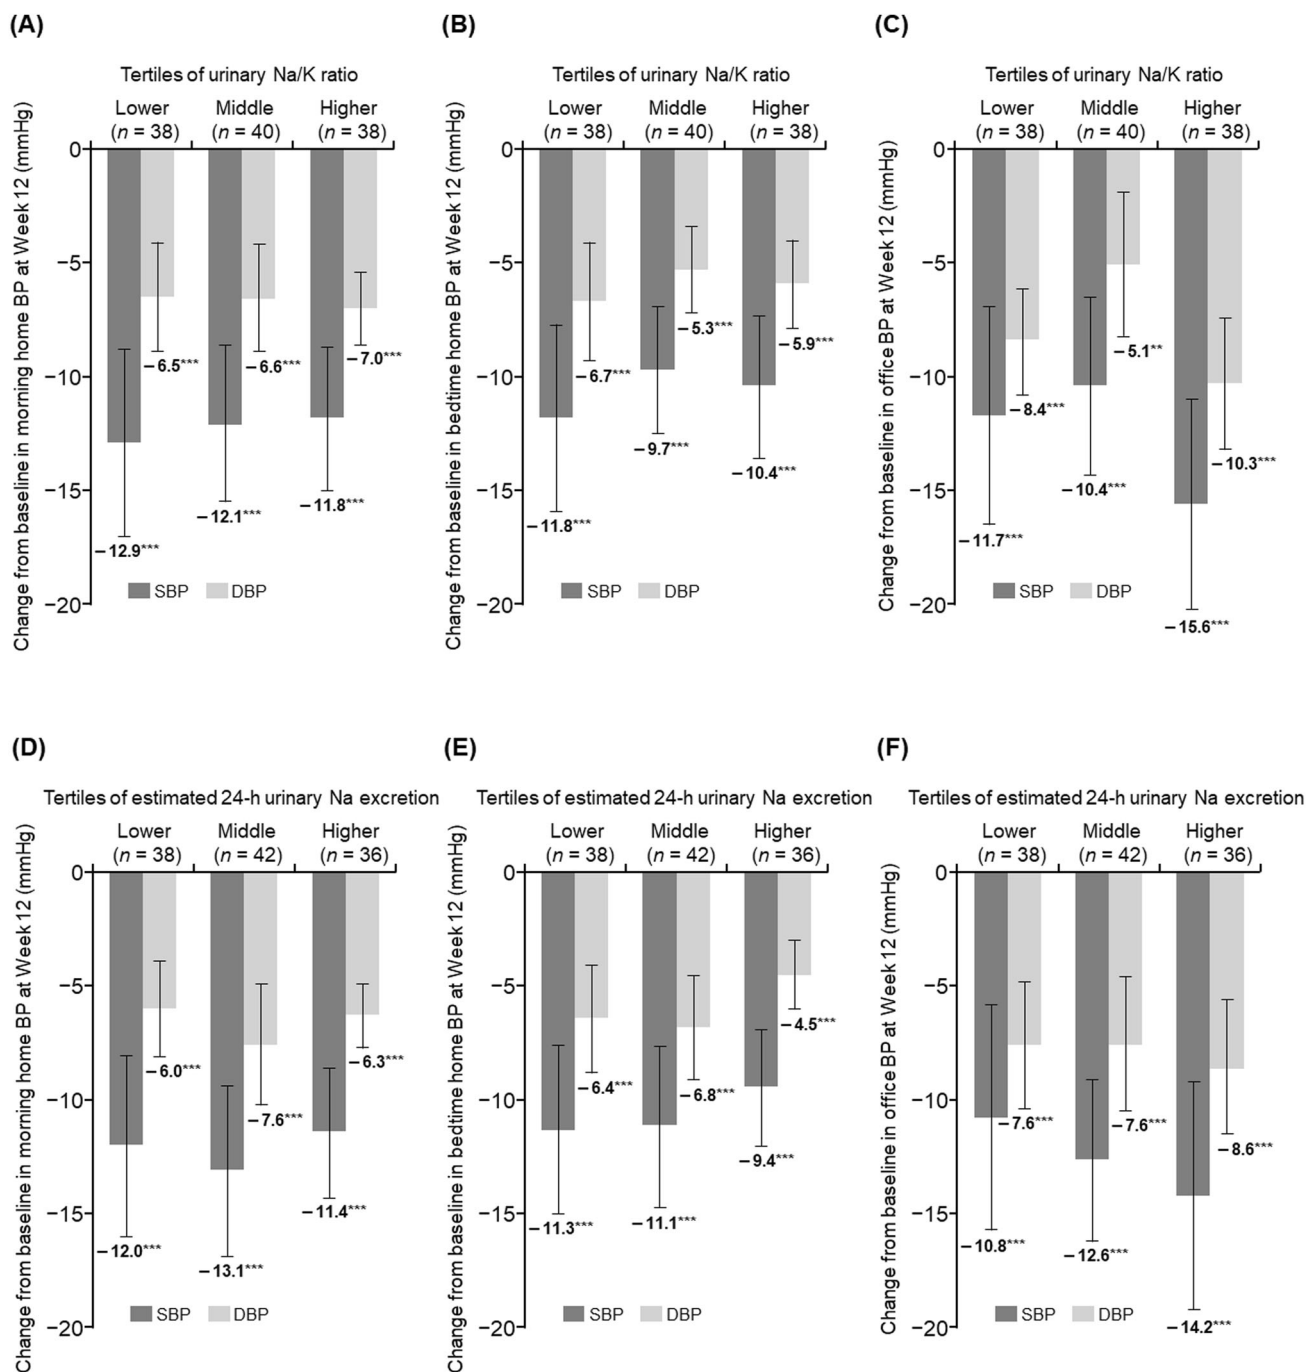 (A)
Tertiles of urinary Na/K ratio
Lower Middle Higher
(n = 38) (n = 40) (n = 38)
Change from baseline in morning home BP at Week 12 (mmHg)
0
−5
−10
−15
−20
−6.5***
−6.6***
−7.0***
−12.9***
−12.1***
−11.8***
SBP DBP
(B)
Tertiles of urinary Na/K ratio
Lower Middle Higher
(n = 38) (n = 40) (n = 38)
Change from baseline in bedtime home BP at Week 12 (mmHg)
0
−5
−10
−15
−20
−6.7***
−5.3***
−5.9***
−11.8***
−9.7***
−10.4***
SBP DBP
(C)
Tertiles of urinary Na/K ratio
Lower Middle Higher
(n = 38) (n = 40) (n = 38)
Change from baseline in office BP at Week 12 (mmHg)
0
−5
−10
−15
−20
−8.4***
−5.1**
−10.3***
−11.7***
−10.4***
−15.6***
SBP DBP
(D)
Tertiles of estimated 24-h urinary Na excretion
Lower Middle Higher
(n = 38) (n = 42) (n = 36)
Change from baseline in morning home BP at Week 12 (mmHg)
0
−5
−10
−15
−20
−6.0***
−7.6***
−6.3***
−12.0***
−13.1***
−11.4***
SBP DBP
(E)
Tertiles of estimated 24-h urinary Na excretion
Lower Middle Higher
(n = 38) (n = 42) (n = 36)
Change from baseline in bedtime home BP at Week 12 (mmHg)
0
−5
−10
−15
−20
−6.4***
−6.8***
−4.5***
−11.3***
−11.1***
−9.4***
SBP DBP
(F)
Tertiles of estimated 24-h urinary Na excretion
Lower Middle Higher
(n = 38) (n = 42) (n = 36)
Change from baseline in office BP at Week 12 (mmHg)
0
−5
−10
−15
−20
−7.6***
−7.6***
−8.6***
−10.8***
−12.6***
−14.2***
SBP DBP